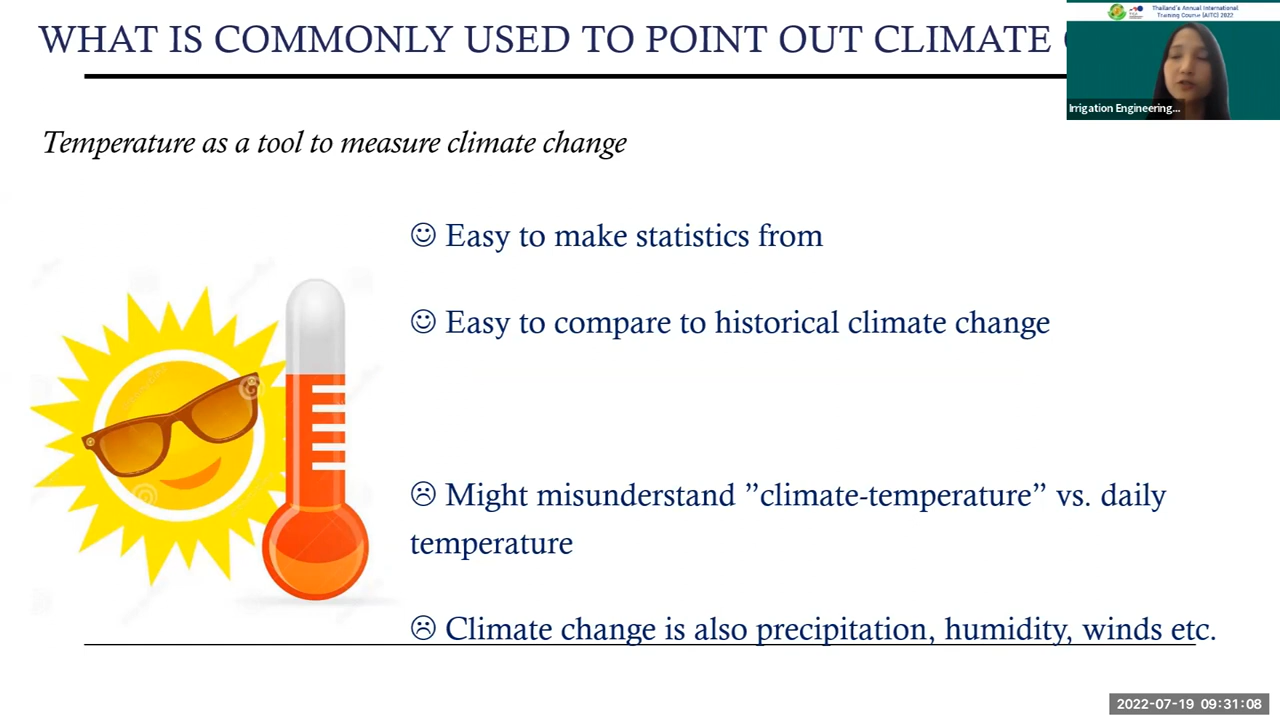 WHAT IS COMMONLY USED TO POINT OUT CLIMATE
Thailand's Annual International
Training Course (AITC) 2022
Irrigation Engineering...
Temperature as a tool to measure climate change
☺ Easy to make statistics from
☺ Easy to compare to historical climate change
☹ Might misunderstand ”climate-temperature” vs. daily
temperature
☹ Climate change is also precipitation, humidity, winds etc.
2022-07-19 09:31:08